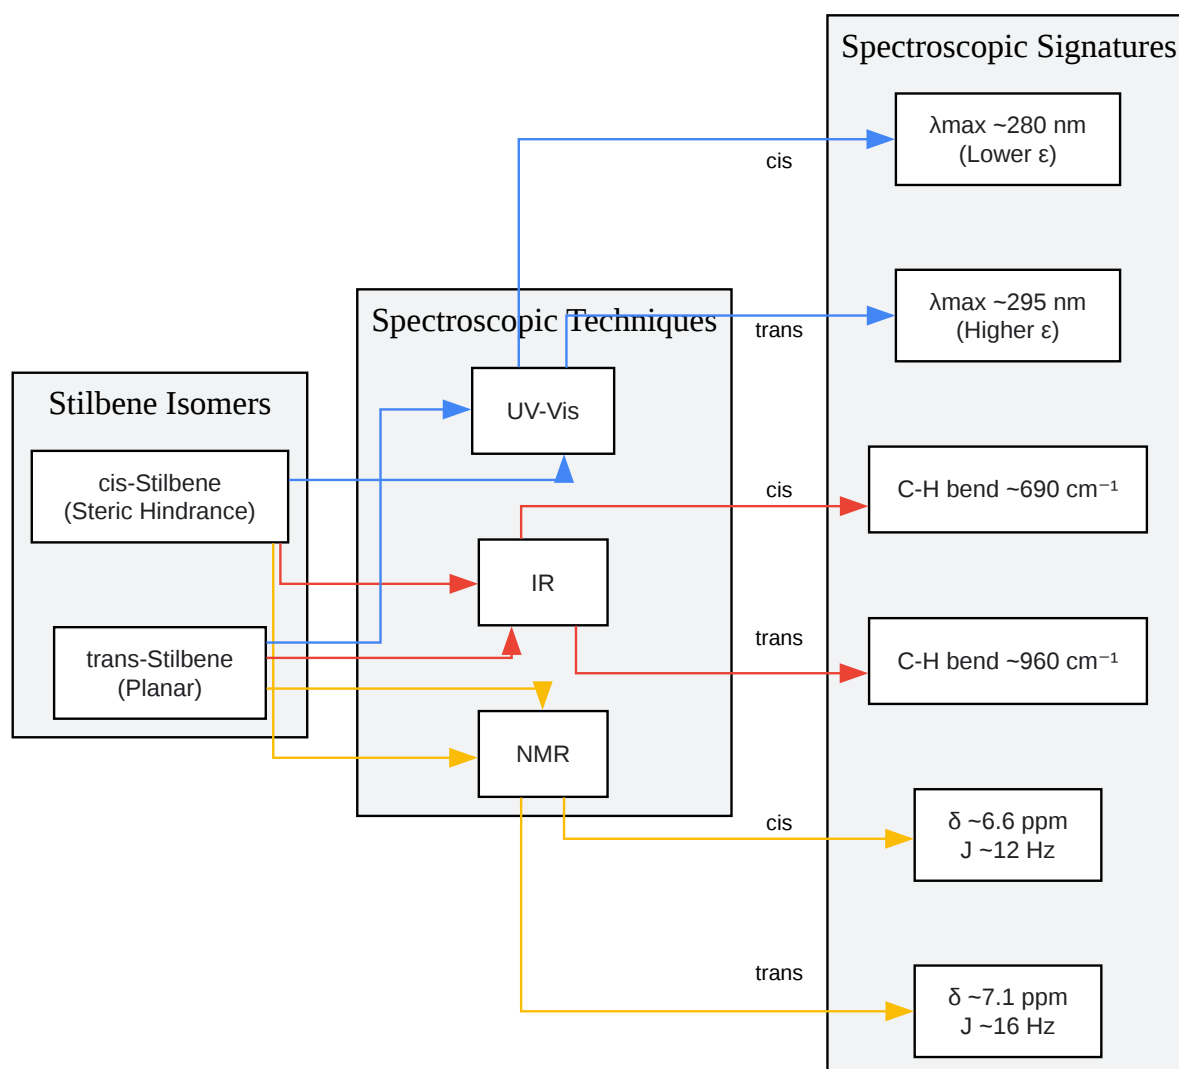 Stilbene Isomers
cis-Stilbene
(Steric Hindrance)
trans-Stilbene
(Planar)
Spectroscopic Techniques
UV-Vis
IR
NMR
cis
trans
cis
trans
cis
trans
Spectroscopic Signatures
λmax ~280 nm
(Lower ε)
λmax ~295 nm
(Higher ε)
C-H bend ~690 cm⁻¹
C-H bend ~960 cm⁻¹
δ ~6.6 ppm
J ~12 Hz
δ ~7.1 ppm
J ~16 Hz